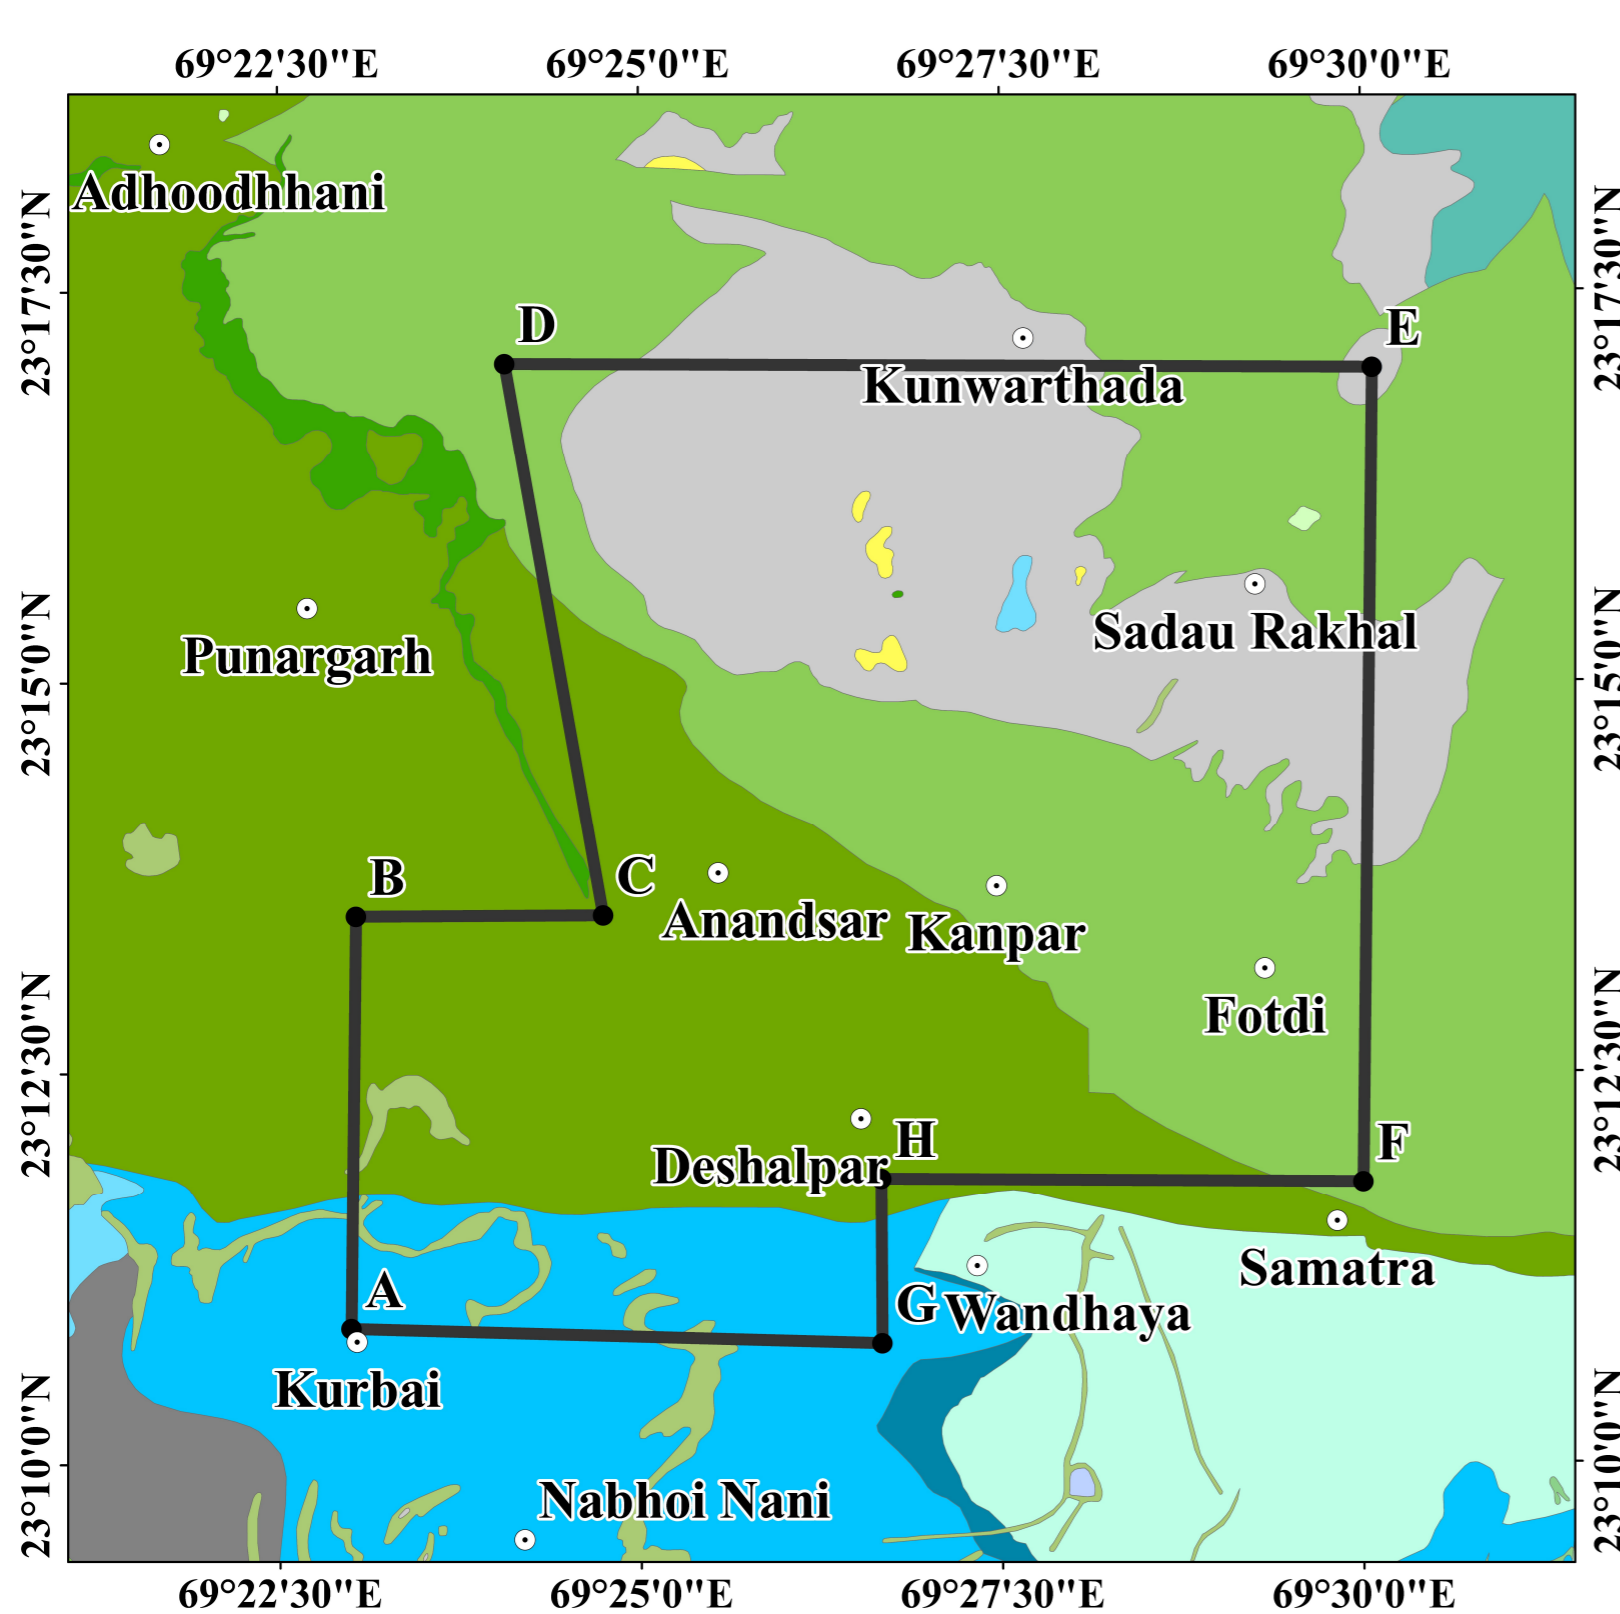 69°22'30"E 69°25'0"E 69°27'30"E 69°30'0"E
Adhoodhhani
23°17'30"N 23°17'30"N
D E
Kunwarthada
Sadau Rakhal
Punargarh
23°15'0"N 23°15'0"N
B C
Anandsar Kanpar
Fotdi
23°12'30"N 23°12'30"N
H F
Deshalpar
Samatra
A G Wandhaya
Kurbai
23°10'0"N 23°10'0"N
Nabhoi Nani
69°22'30"E 69°25'0"E 69°27'30"E 69°30'0"E